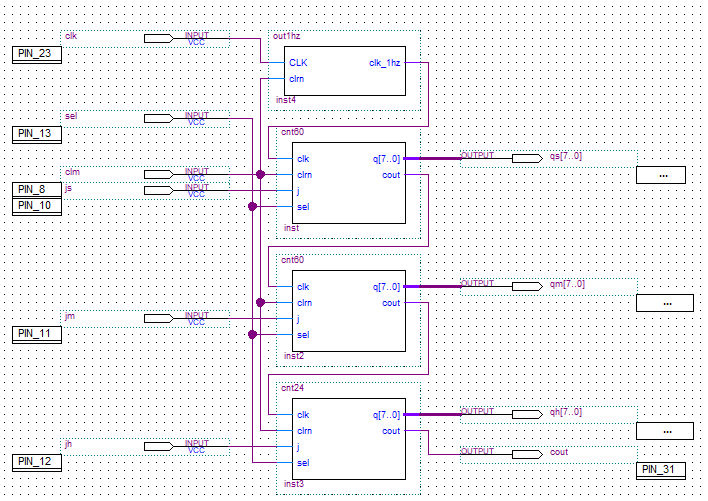 clk INPUT VCC
PIN_23
out1hz
CLK clk_1hz
clrn
inst4
sel INPUT VCC
PIN_13
cnt60
clk q[7..0] OUTPUT qs[7..0]
clm INPUT VCC
clrn cout
...
PIN_8 js INPUT VCC
j
PIN_10
sel
inst
cnt60
clk q[7..0] OUTPUT qm[7..0]
clrn cout
...
jm INPUT VCC
j
PIN_11
sel
inst2
cnt24
clk q[7..0] OUTPUT qh[7..0]
clrn cout
...
jh INPUT VCC
j
OUTPUT cout
PIN_12
sel
PIN_31
inst3